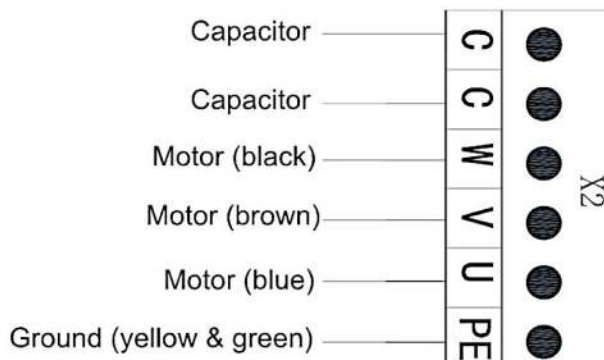 Capacitor C
Capacitor C
Motor (black) W
Motor (brown) V
Motor (blue) U
Ground (yellow & green) PE
X2